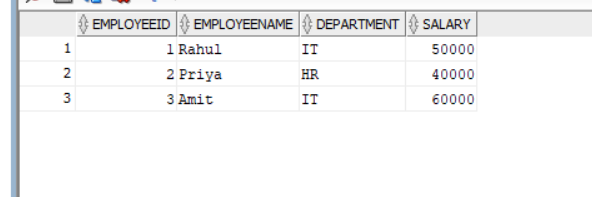 EMPLOYEEID EMPLOYEENAME DEPARTMENT SALARY
1 1 Rahul IT 50000
2 2 Priya HR 40000
3 3 Amit IT 60000